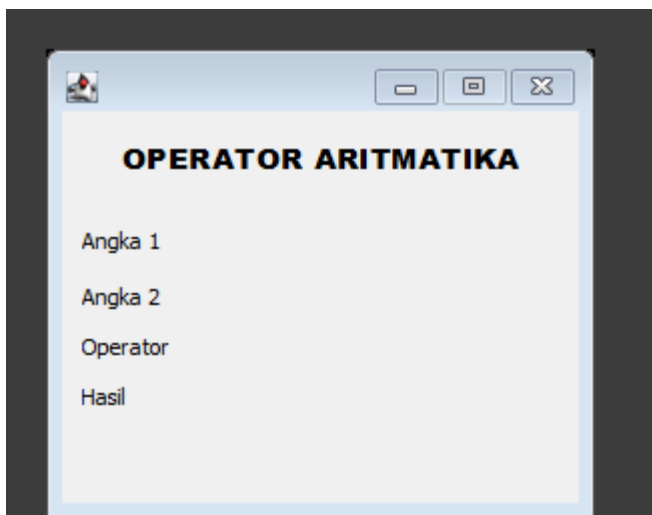 OPERATOR ARITMATIKA
Angka 1
Angka 2
Operator
Hasil